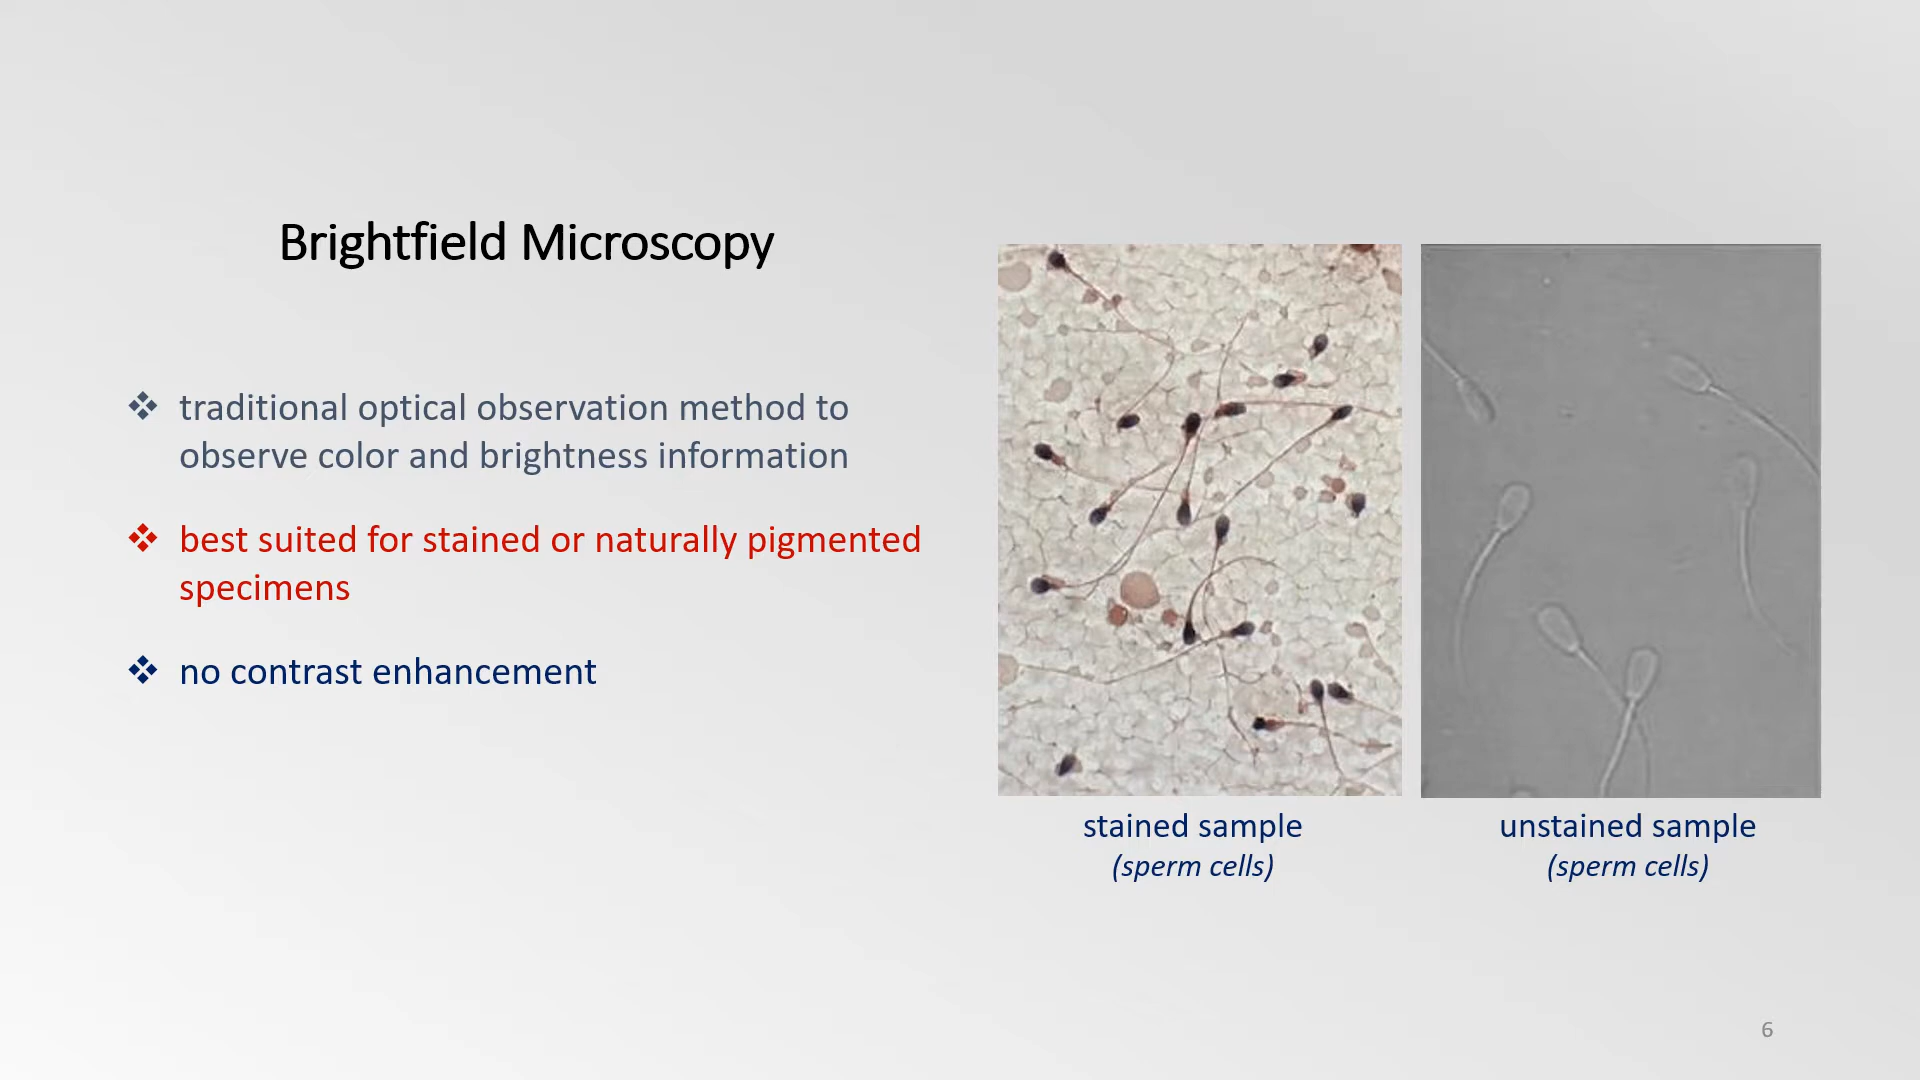 Brightfield Microscopy
❖ traditional optical observation method to
observe color and brightness information
❖ best suited for stained or naturally pigmented
specimens
❖ no contrast enhancement
stained sample
(sperm cells)
unstained sample
(sperm cells)
6